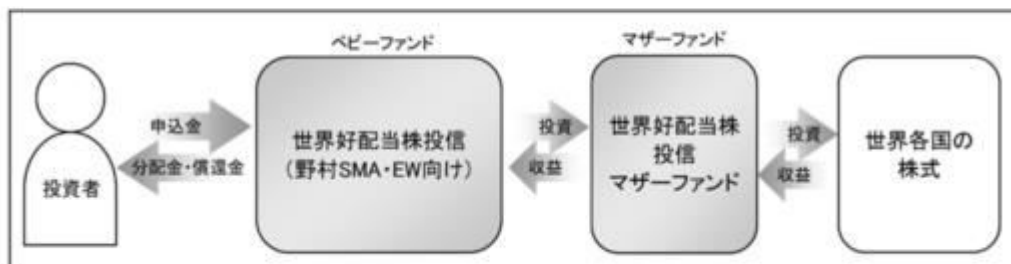 ベビーファンド
マザーファンド
申込金
分配金・償還金
投資者
世界好配当株投信
(野村SMA・EW向け)
投資
収益
世界好配当株
投信
マザーファンド
投資
収益
世界各国の
株式